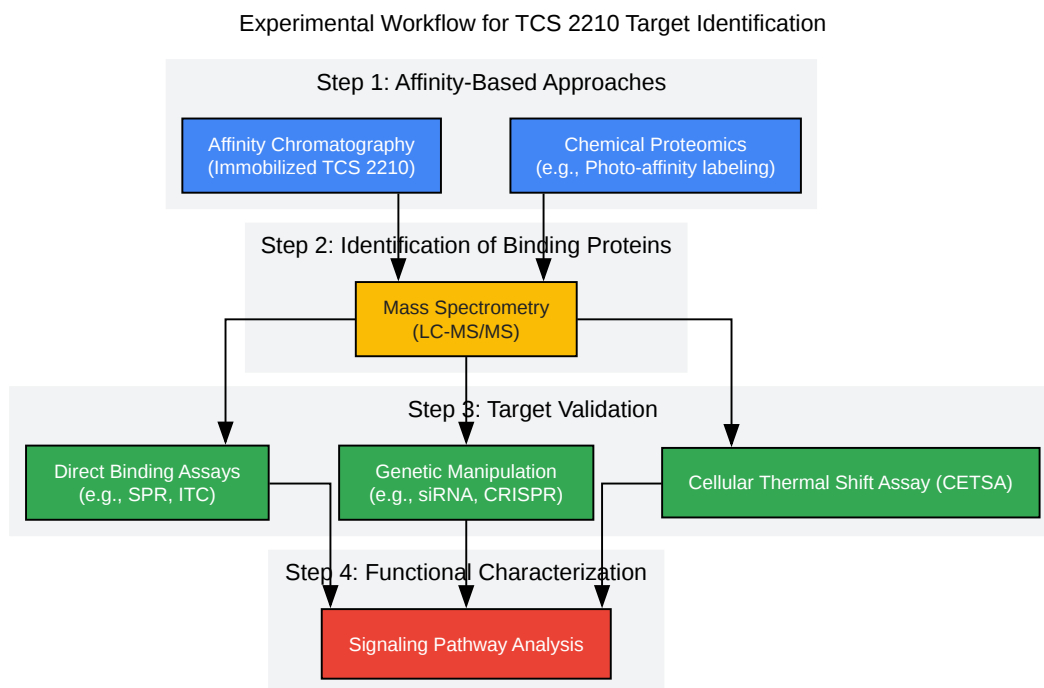 Experimental Workflow for TCS 2210 Target Identification
Step 1: Affinity-Based Approaches
Affinity Chromatography
(Immobilized TCS 2210)
Chemical Proteomics
(e.g., Photo-affinity labeling)
Step 2: Identification of Binding Proteins
Mass Spectrometry
(LC-MS/MS)
Step 3: Target Validation
Direct Binding Assays
(e.g., SPR, ITC)
Genetic Manipulation
(e.g., siRNA, CRISPR)
Cellular Thermal Shift Assay (CETSA)
Step 4: Functional Characterization
Signaling Pathway Analysis